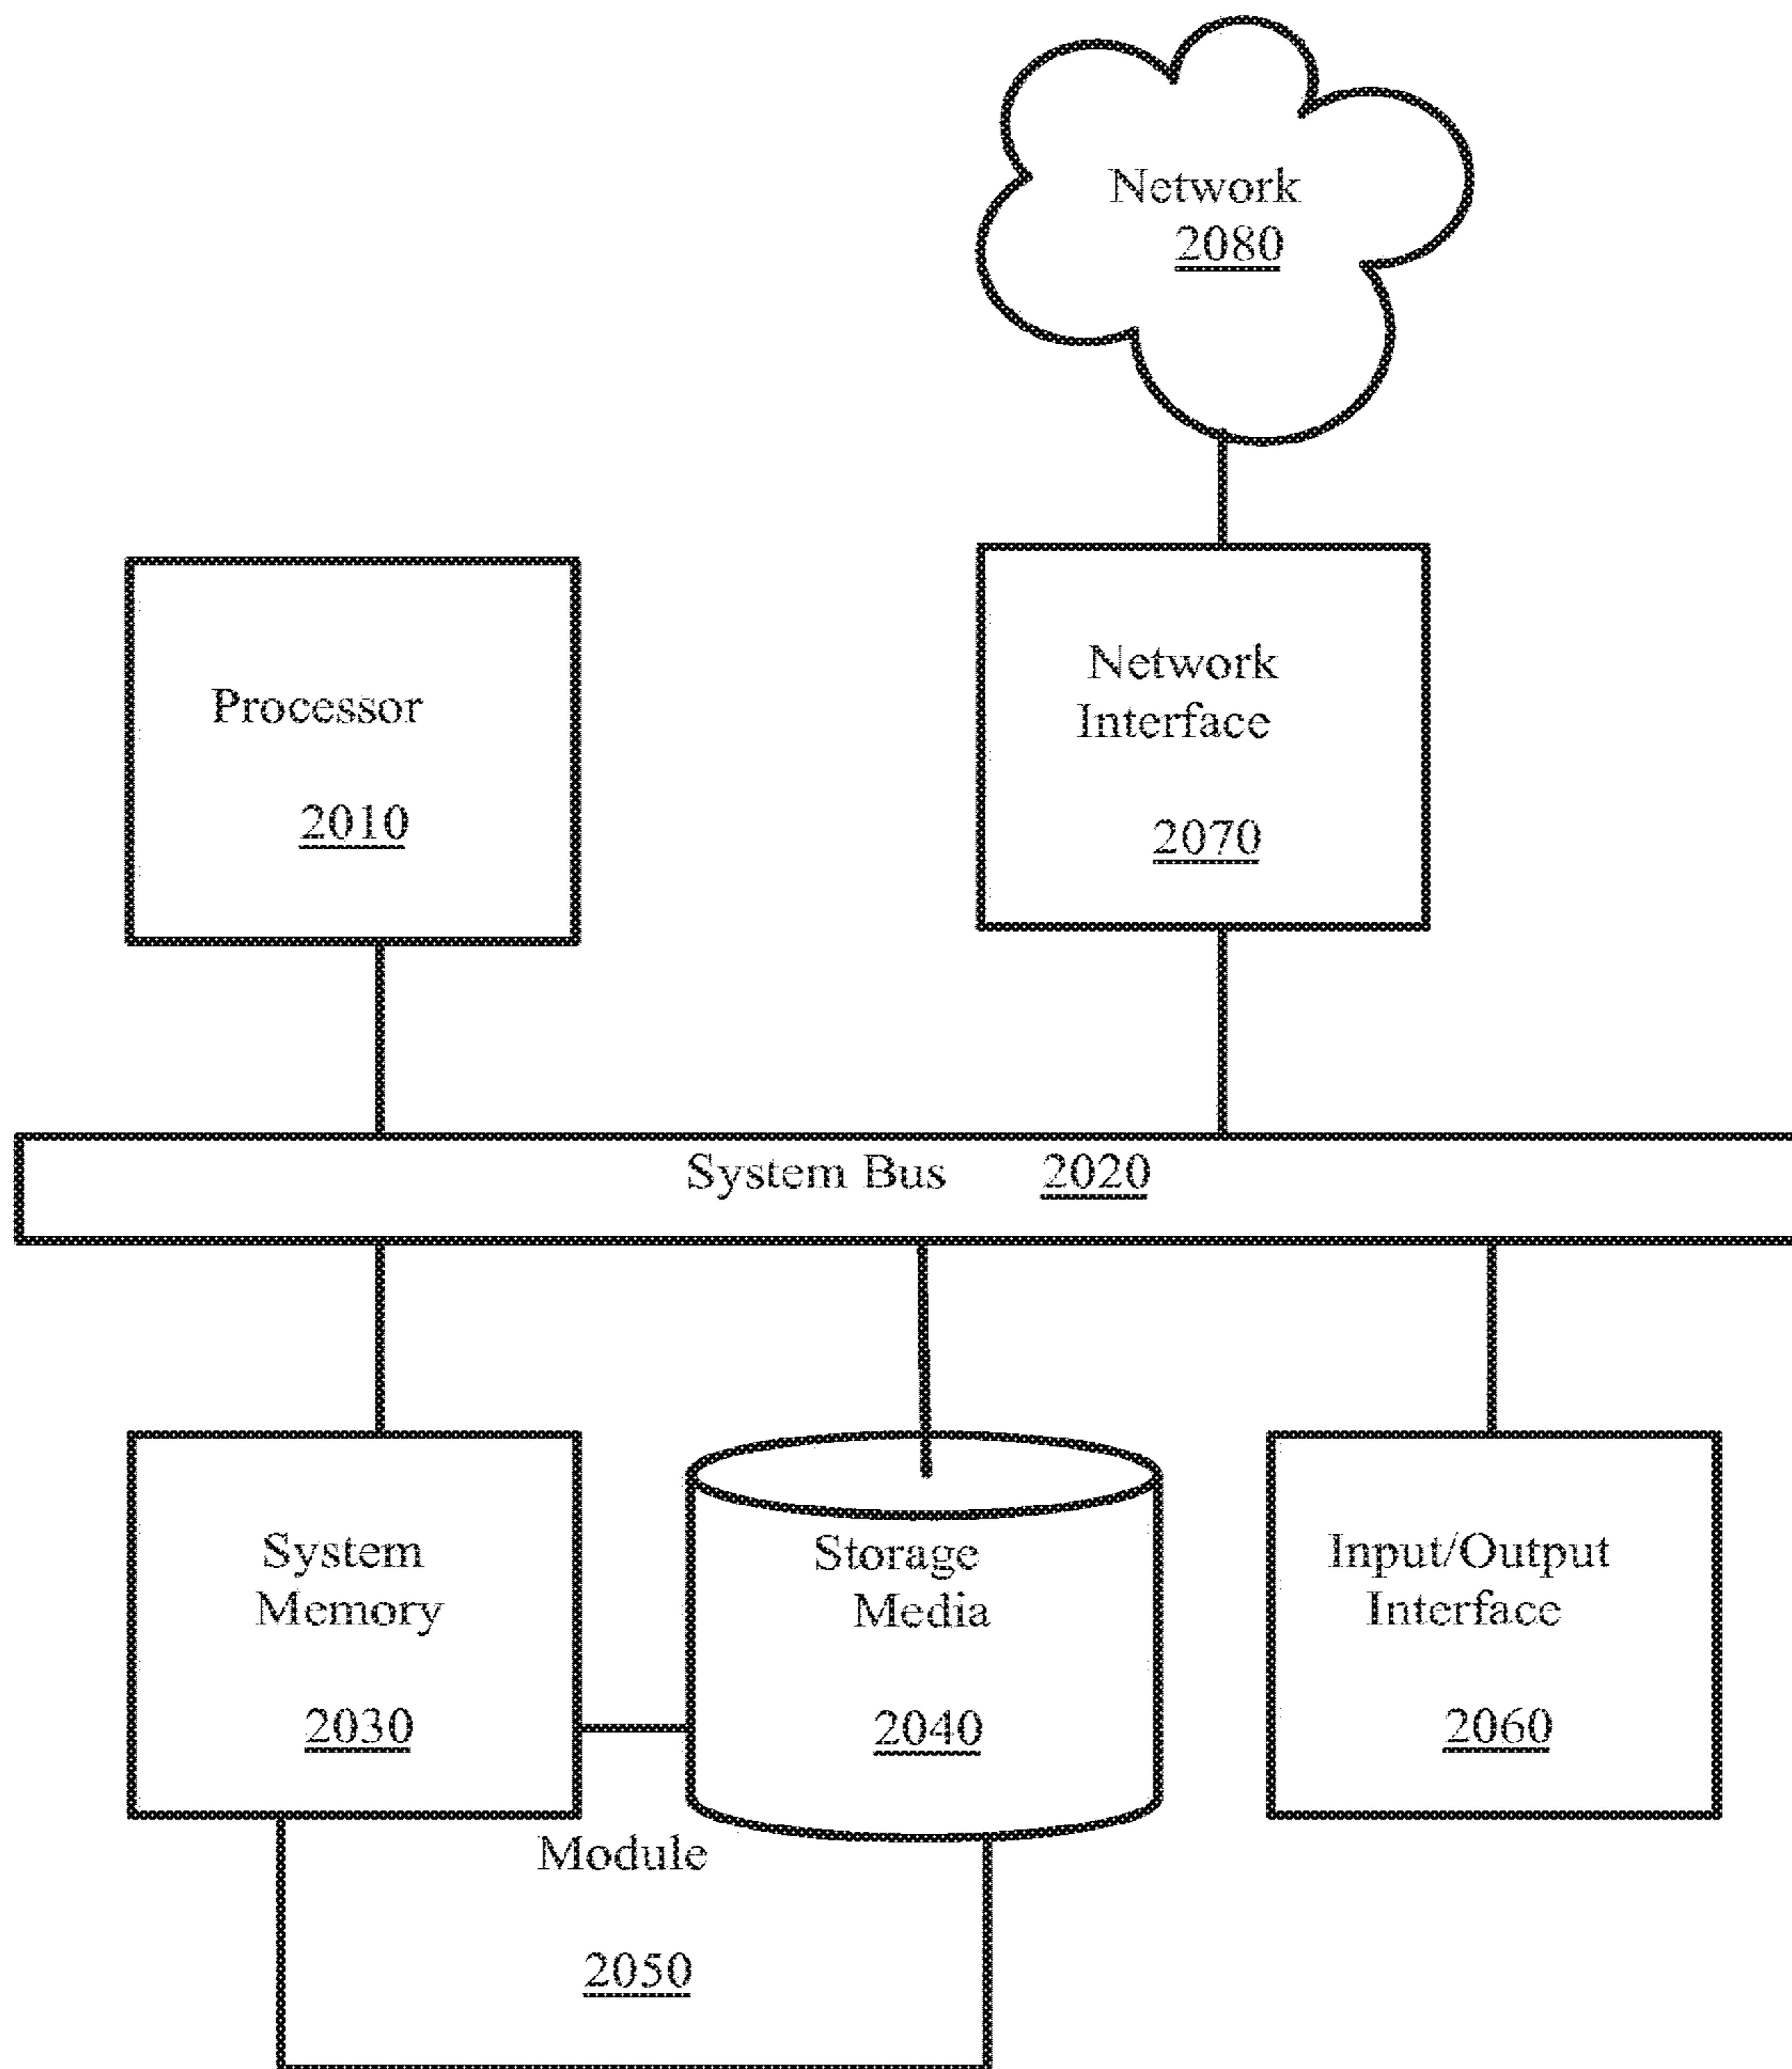 Network
2080
Processor
2010
Network
Interface
2070
System Bus 2020
System
Memory
2030
Storage
Media
2040
Input/Output
Interface
2060
Module
2050